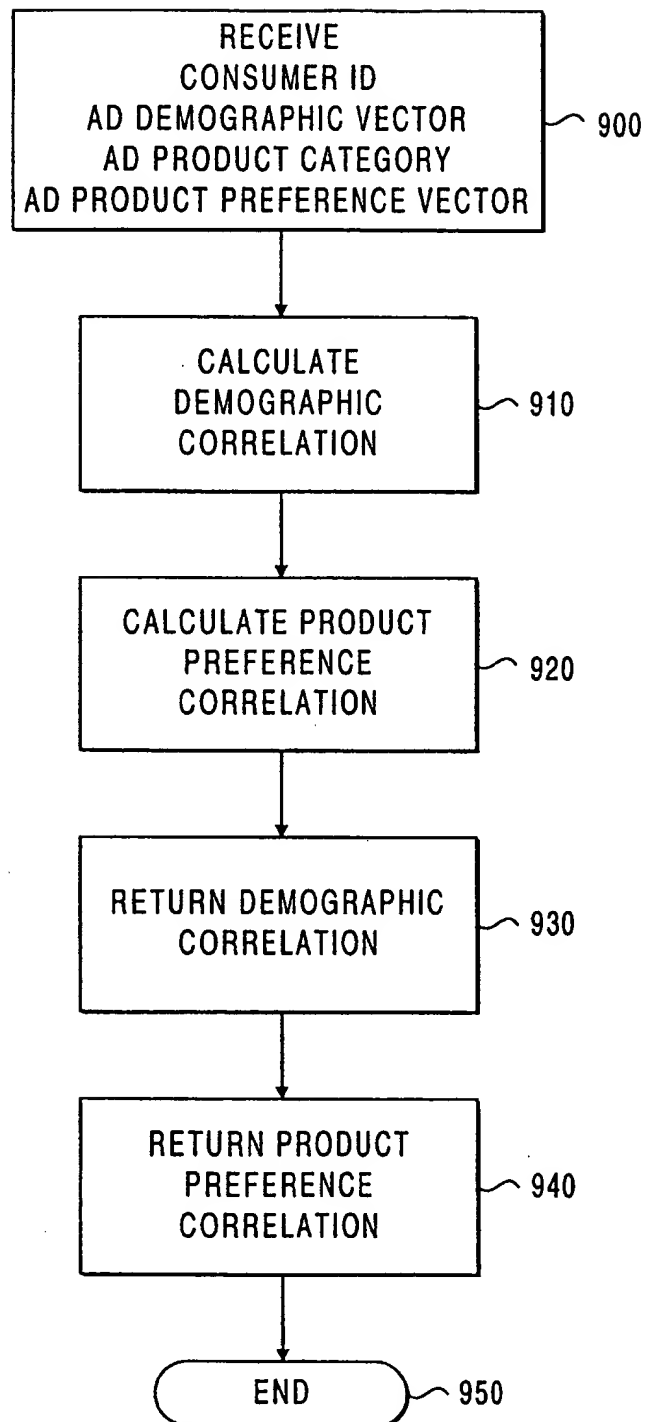 RECEIVE
CONSUMER ID
AD DEMOGRAPHIC VECTOR
AD PRODUCT CATEGORY
AD PRODUCT PREFERENCE VECTOR
900
CALCULATE
DEMOGRAPHIC
CORRELATION
910
CALCULATE PRODUCT
PREFERENCE
CORRELATION
920
RETURN DEMOGRAPHIC
CORRELATION
930
RETURN PRODUCT
PREFERENCE
CORRELATION
940
END
950